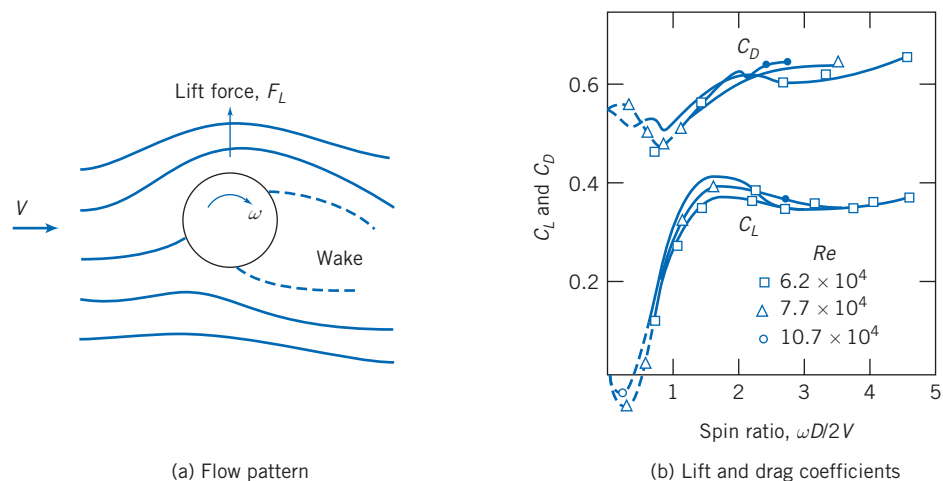 Lift force, F_L
V
ω
Wake
(a) Flow pattern
C_L and C_D
0.6
0.4
0.2
C_D
C_L
Re
6.2 × 10^4
7.7 × 10^4
10.7 × 10^4
1 2 3 4 5
Spin ratio, ωD/2V
(b) Lift and drag coefficients